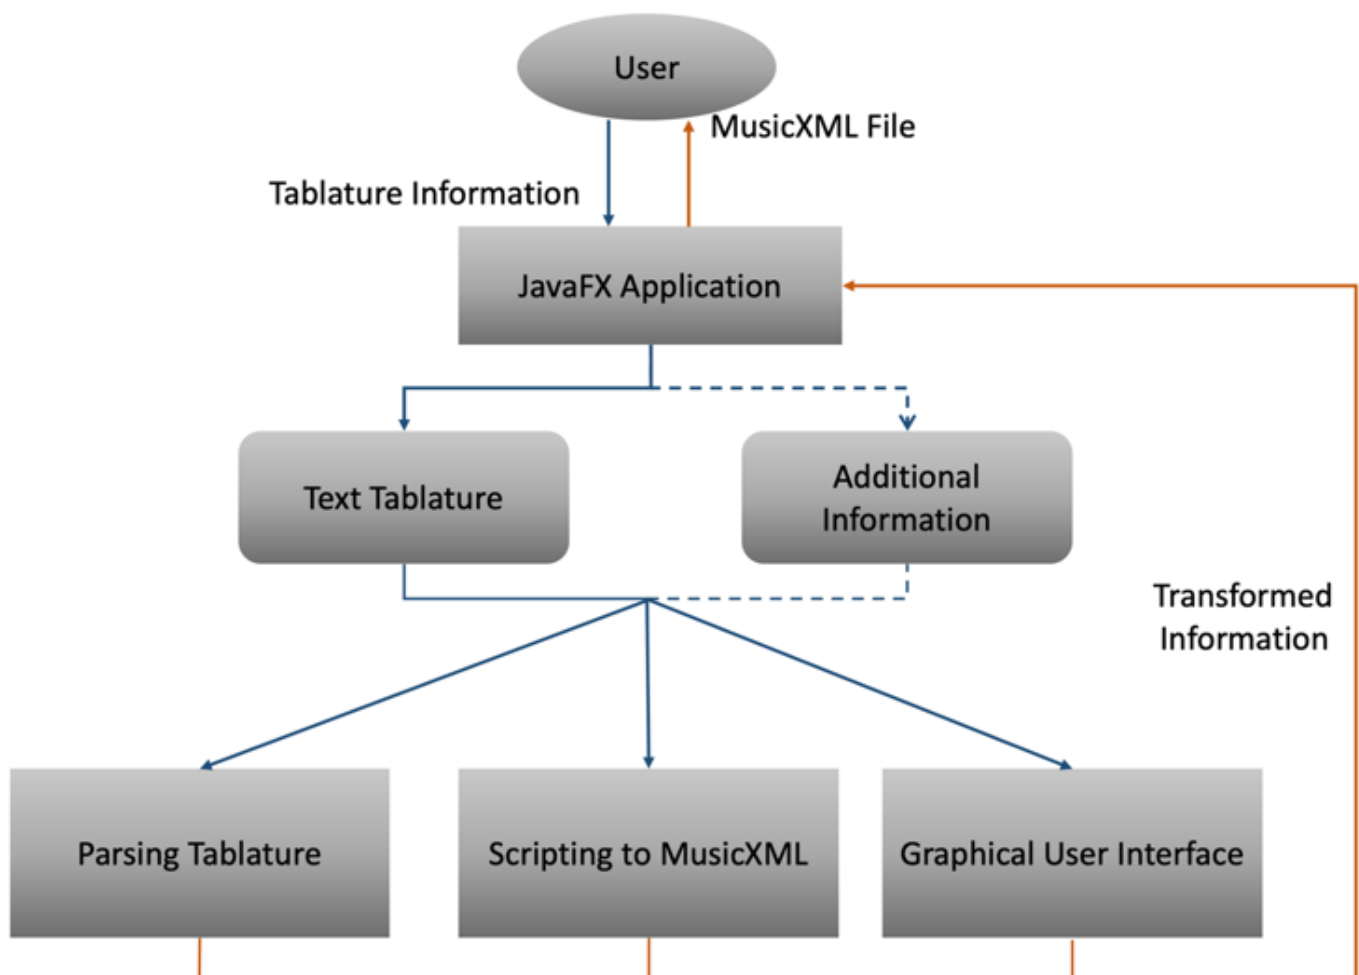 User
MusicXML File
Tablature Information
JavaFX Application
Text Tablature
Additional
Information
Transformed
Information
Parsing Tablature
Scripting to MusicXML
Graphical User Interface